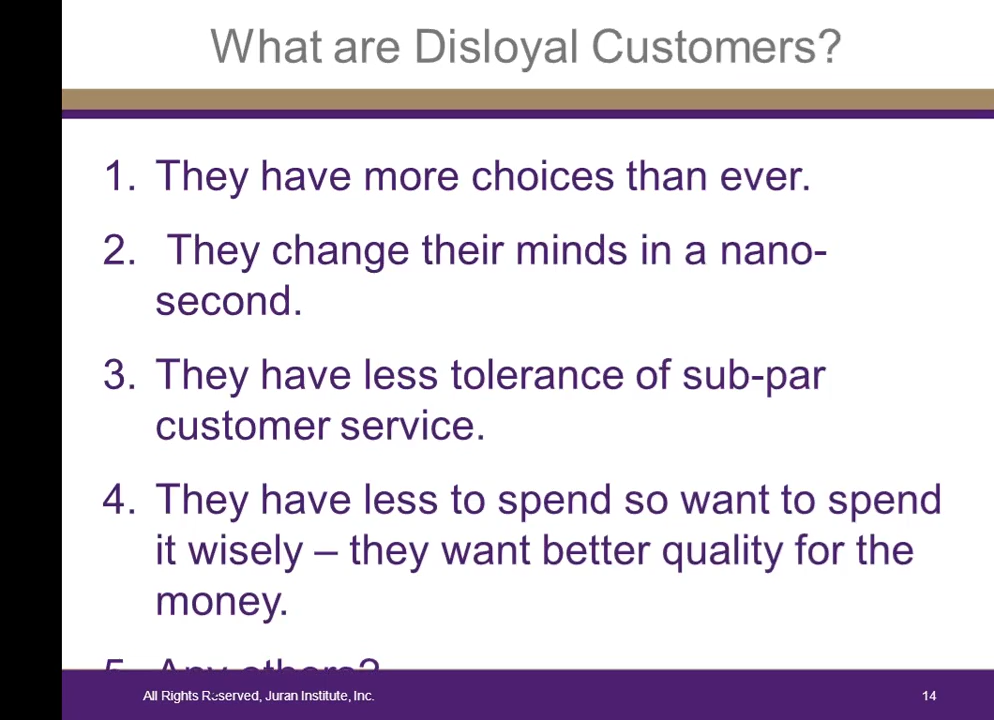 What are Disloyal Customers?
1. They have more choices than ever.
2. They change their minds in a nano-
second.
3. They have less tolerance of sub-par
customer service.
4. They have less to spend so want to spend
it wisely – they want better quality for the
money.
5. Any others?
All Rights Reserved, Juran Institute, Inc.
14